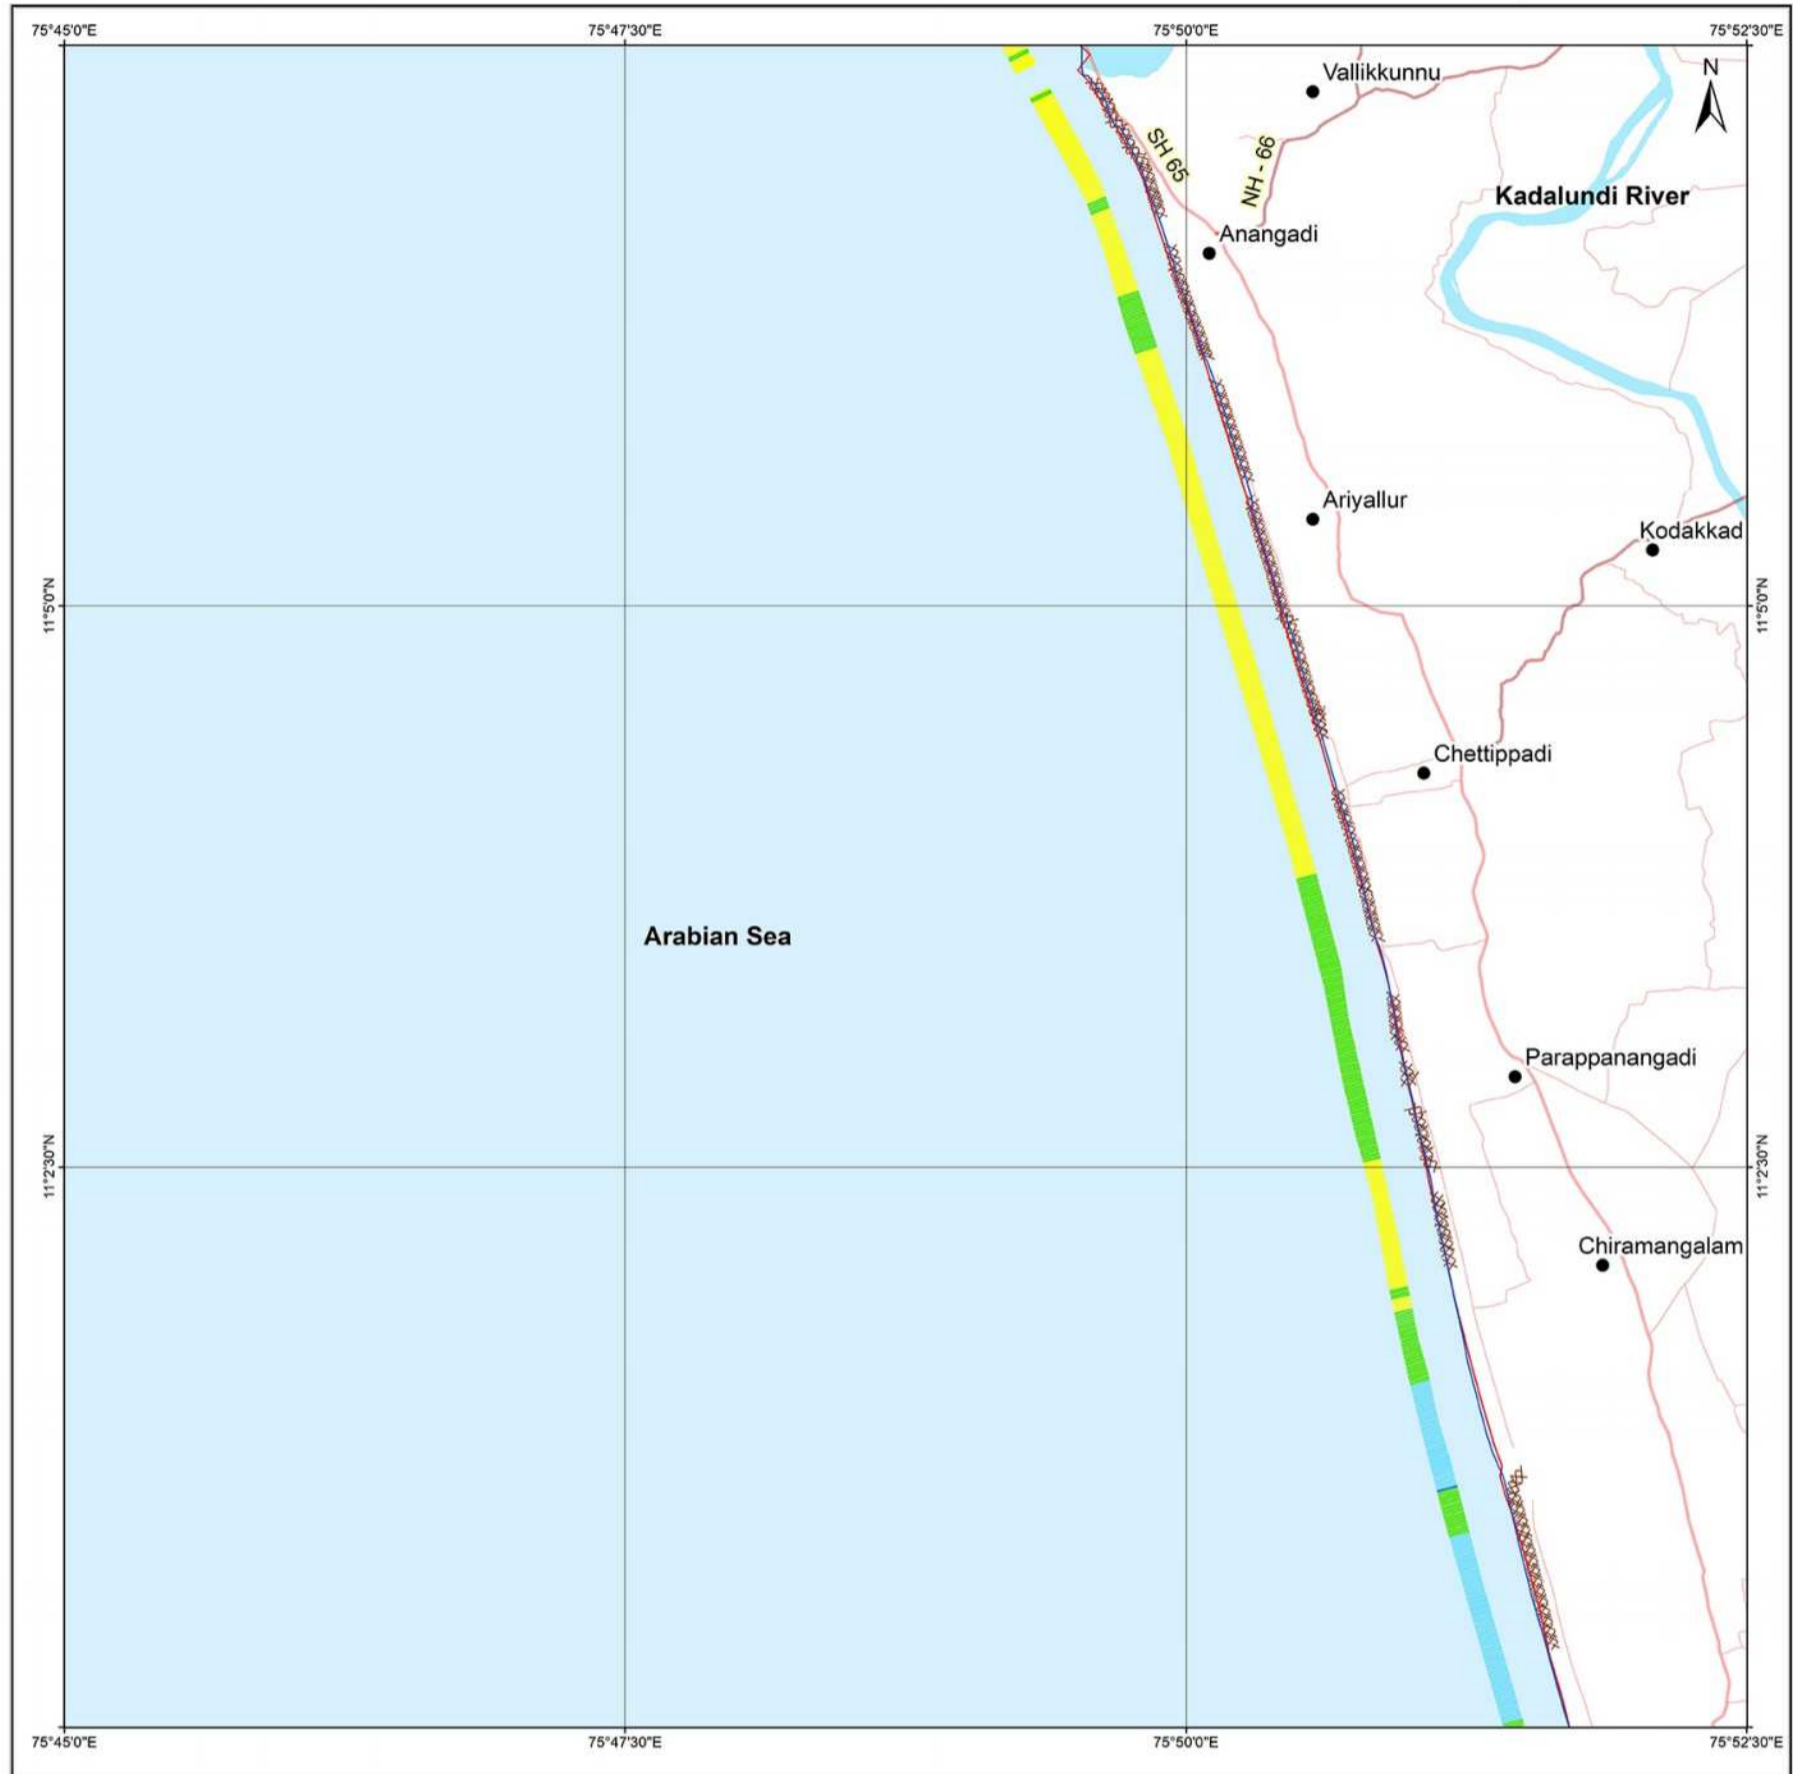 75°45'0"E
75°47'30"E
75°50'0"E
75°52'30"E
N
Vallikkunnu
SH 65
NH - 66
Kadalundi River
Anangadi
Ariyallur
Kodakkad
11°5'0"N
11°5'0"N
Chettippadi
Arabian Sea
Parappanangadi
11°2'30"N
11°2'30"N
Chiramangalam
75°45'0"E
75°47'30"E
75°50'0"E
75°52'30"E